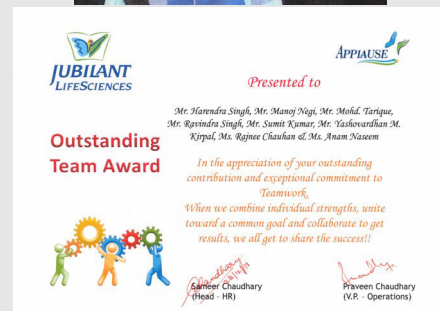 JUBILANT
LIFESCIENCES
APPLAUSE
Presented to
Mr. Harendra Singh, Mr. Manoj Negi, Mr. Mohd. Tarique,
Mr. Ravindra Singh, Mr. Sumit Kumar, Mr. Yashovardhan M.
Kirpal, Ms. Rajnee Chauhan & Ms. Anam Naseem
Outstanding
Team Award
In the appreciation of your outstanding
contribution and exceptional commitment to
Teamwork.
When we combine individual strengths, unite
toward a common goal and collaborate to get
results, we all get to share the success!!
Sameer Chaudhary
(Head - HR)
Praveen Chaudhary
(V.P. - Operations)